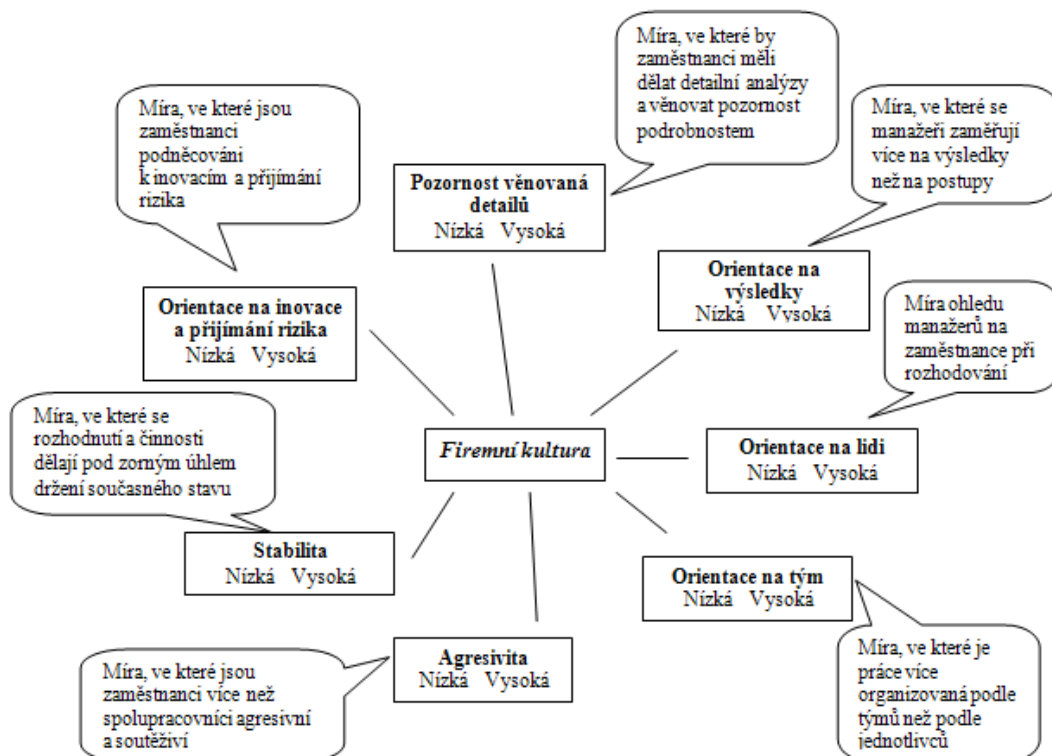 Míra, ve které by
zaměstnanci měli
dělat detailní analýzy
a věnovat pozornost
podrobnostem
Míra, ve které jsou
zaměstnanci
podněcováni
k inovacím a přijímání
rizika
Míra, ve které se
manažeři zaměřují
více na výsledky
než na postupy
Pozornost věnovaná
detailů
Nízká Vysoká
Orientace na
výsledky
Nízká Vysoká
Orientace na inovace
a přijímání rizika
Nízká Vysoká
Míra ohledu
manažerů na
zaměstnance při
rozhodování
Míra, ve které se
rozhodnutí a činnosti
dělají pod zorným úhlem
držení současného stavu
Firemní kultura
Orientace na lidi
Nízká Vysoká
Stabilita
Nízká Vysoká
Orientace na tým
Nízká Vysoká
Agresivita
Nízká Vysoká
Míra, ve které jsou
zaměstnanci více než
spolupracovníci agresivní
a soutěživí
Míra, ve které je
práce více
organizovaná podle
týmů než podle
jednotlivců